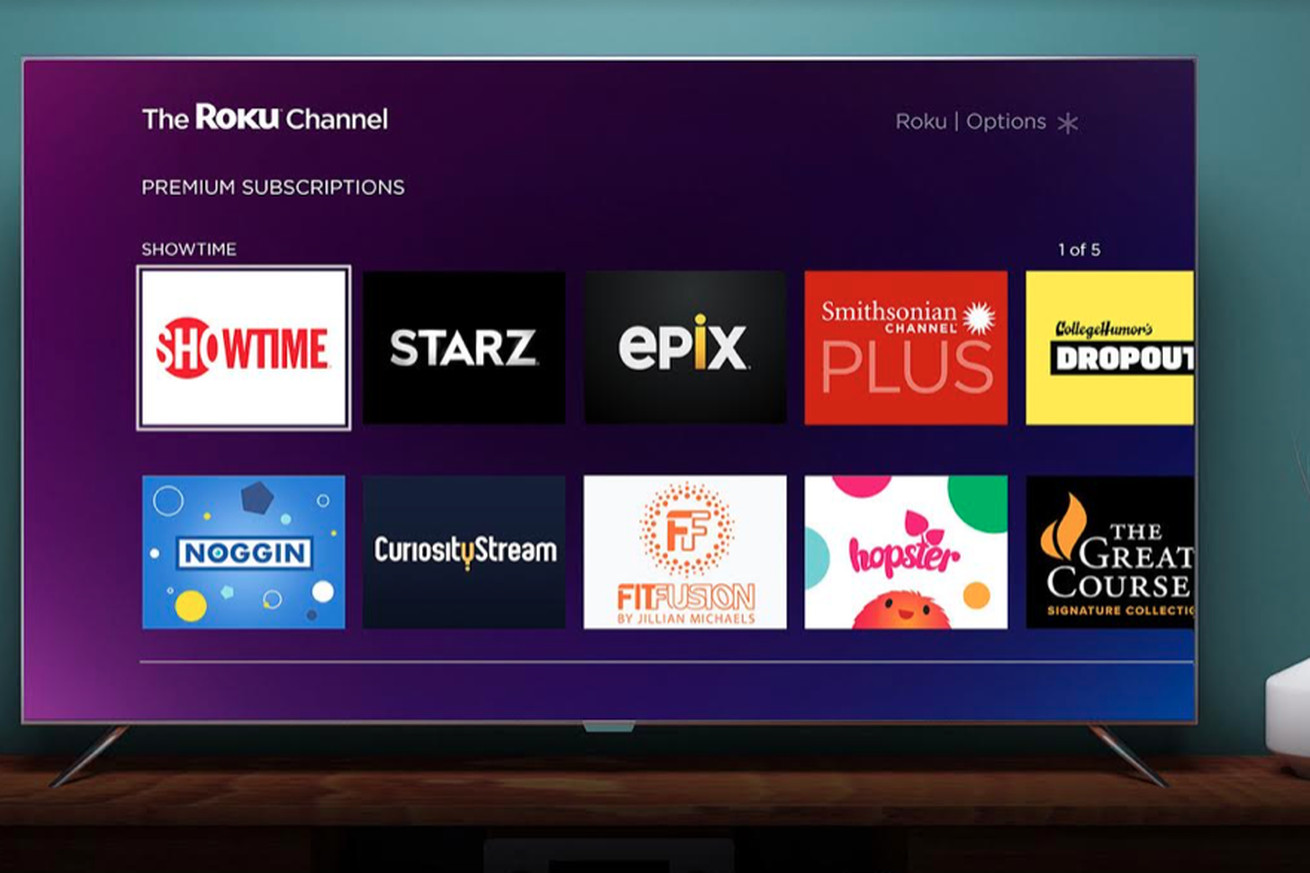 The Roku Channel
Roku | Options
PREMIUM SUBSCRIPTIONS
SHOWTIME
1 of 5
SHOWTIME
STARZ
epix
Smithsonian
CHANNEL
PLUS
CollegeHumor's
DROPOUT
NOGGIN
CuriosityStream
FF
FITFUSION
BY JILLIAN MICHAELS
hopster
THE
GREAT
COURSE
SIGNATURE COLLECTIO